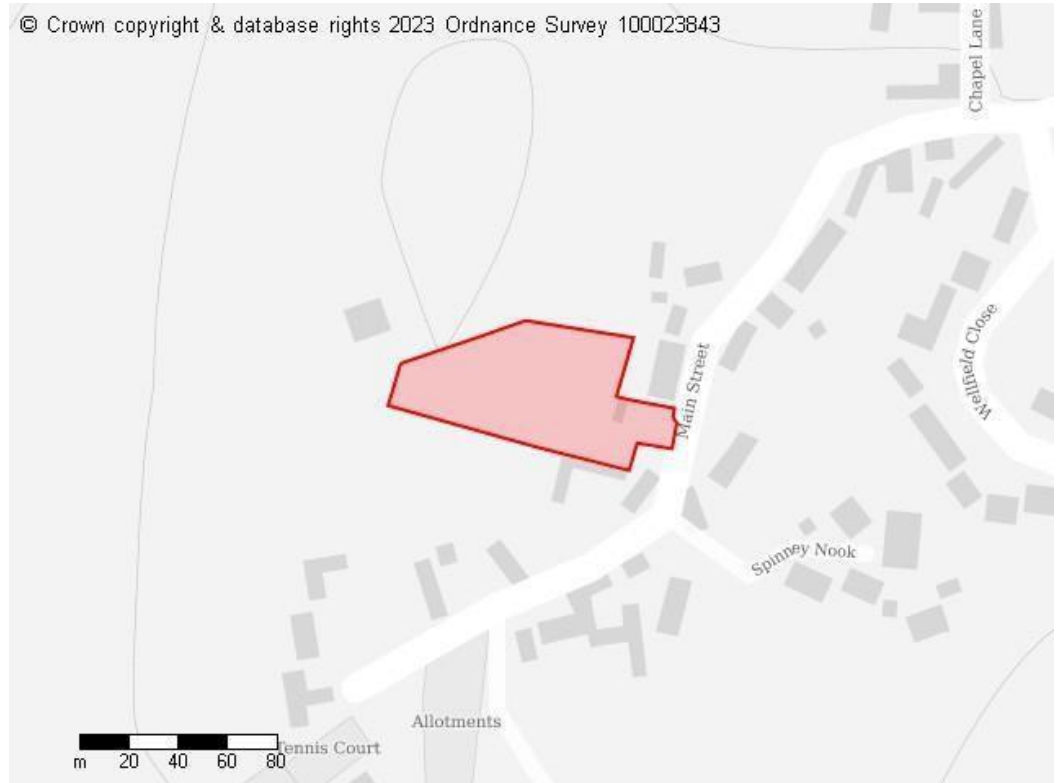 © Crown copyright & database rights 2023 Ordnance Survey 100023843
Chapel Lane
Main Street
Wellfield Close
Spinney Nook
Allotments
Tennis Court
m 20 40 60 80